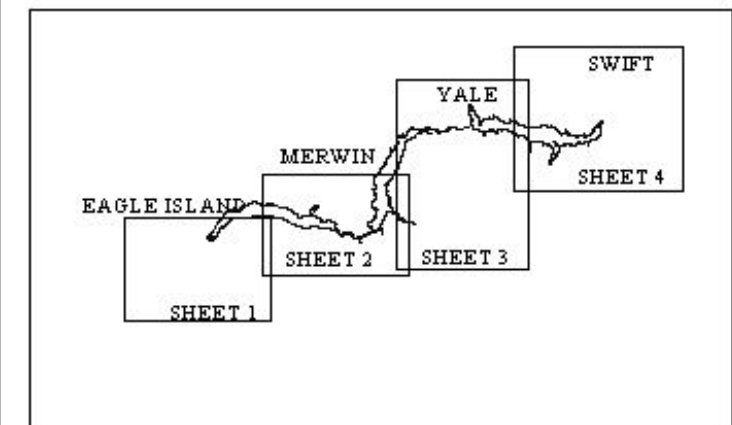 SWIFT
YALE
MERWIN
SHEET 4
EAGLE ISLAND
SHEET 2
SHEET 3
SHEET 1